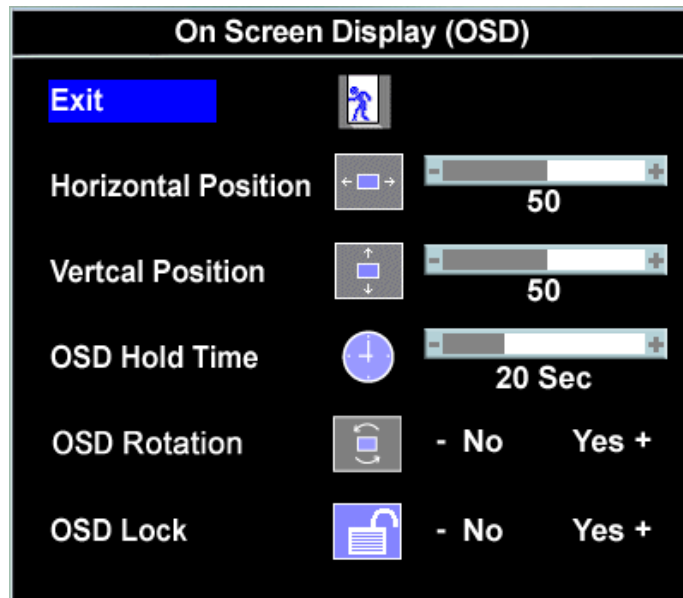 On Screen Display (OSD)
Exit
Horizontal Position
- +
50
Vertcal Position
- +
50
OSD Hold Time
- +
20 Sec
OSD Rotation - No Yes +
OSD Lock - No Yes +